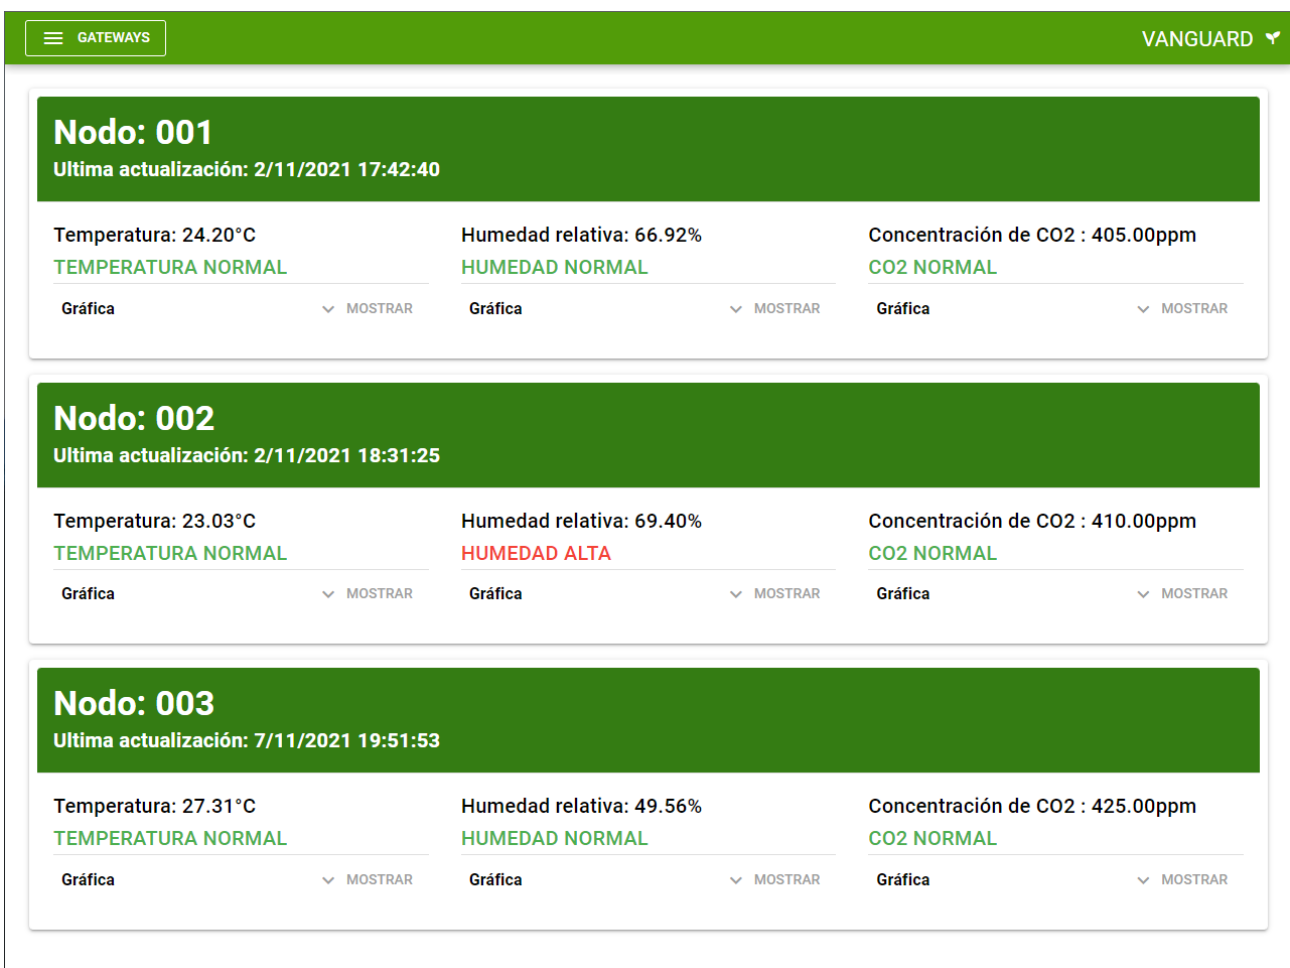 GATEWAYS
VANGUARD
Nodo: 001
Ultima actualización: 2/11/2021 17:42:40
Temperatura: 24.20°C
TEMPERATURA NORMAL
Gráfica
MOSTRAR
Humedad relativa: 66.92%
HUMEDAD NORMAL
Gráfica
MOSTRAR
Concentración de CO2 : 405.00ppm
CO2 NORMAL
Gráfica
MOSTRAR
Nodo: 002
Ultima actualización: 2/11/2021 18:31:25
Temperatura: 23.03°C
TEMPERATURA NORMAL
Gráfica
MOSTRAR
Humedad relativa: 69.40%
HUMEDAD ALTA
Gráfica
MOSTRAR
Concentración de CO2 : 410.00ppm
CO2 NORMAL
Gráfica
MOSTRAR
Nodo: 003
Ultima actualización: 7/11/2021 19:51:53
Temperatura: 27.31°C
TEMPERATURA NORMAL
Gráfica
MOSTRAR
Humedad relativa: 49.56%
HUMEDAD NORMAL
Gráfica
MOSTRAR
Concentración de CO2 : 425.00ppm
CO2 NORMAL
Gráfica
MOSTRAR